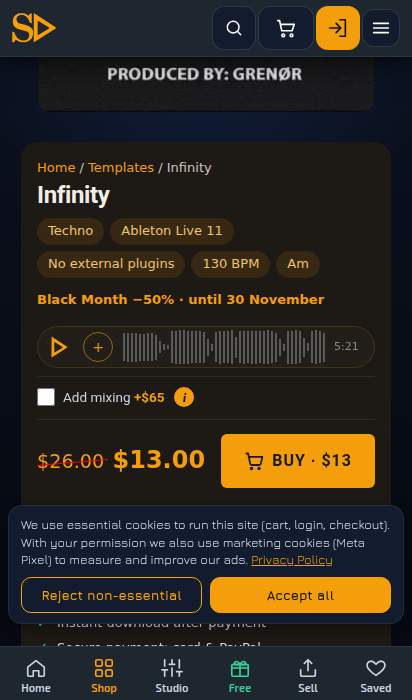 PRODUCED BY: GRENØR
Home / Templates / Infinity
Infinity
Techno
Ableton Live 11
No external plugins
130 BPM
Am
Black Month −50% · until 30 November
+
5:21
Add mixing +$65
i
$26.00 $13.00
BUY · $13
We use essential cookies to run this site (cart, login, checkout).
With your permission we also use marketing cookies (Meta
Pixel) to measure and improve our ads. Privacy Policy
Reject non-essential
Accept all
Instant download after payment
Secure payment: card & PayPal
Home
Shop
Studio
Free
Sell
Saved